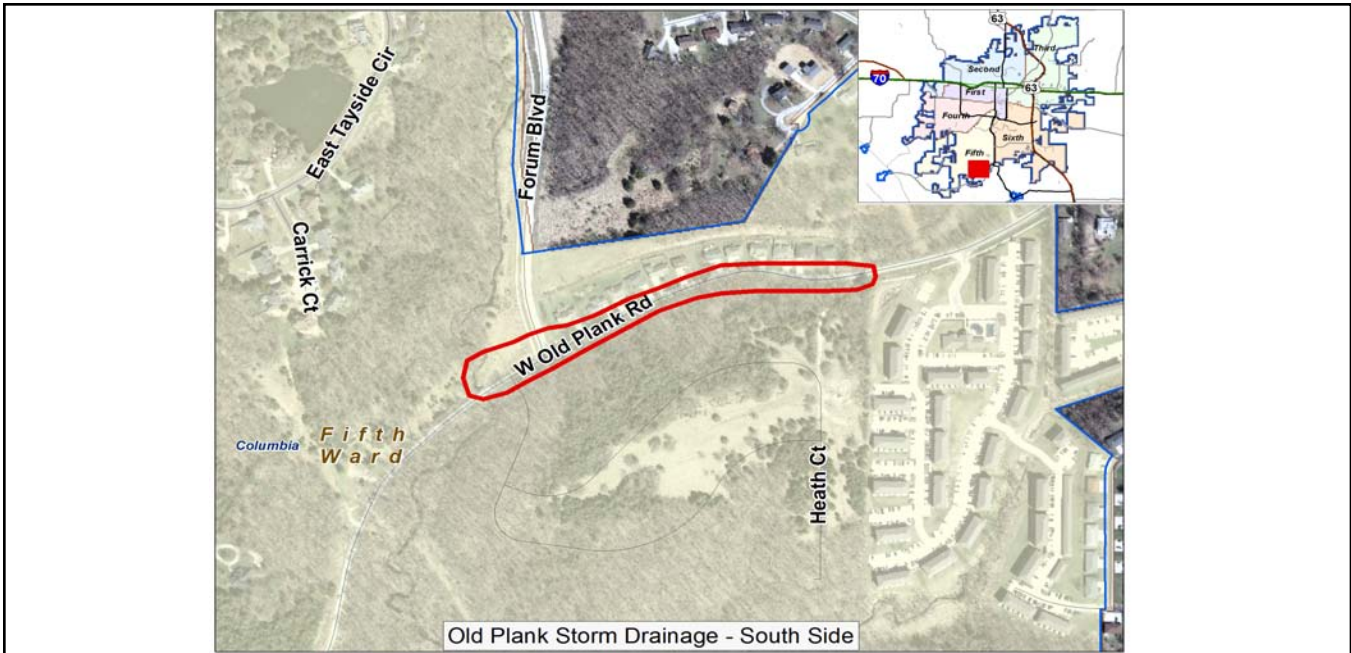 East Tayside Cir
Forum Blvd
Carrick Ct
W Old Plank Rd
Columbia
Fifth
Ward
Heath Ct
Old Plank Storm Drainage - South Side
63
Third
Second
70
63
First
Fourth
Sixth
Fifth